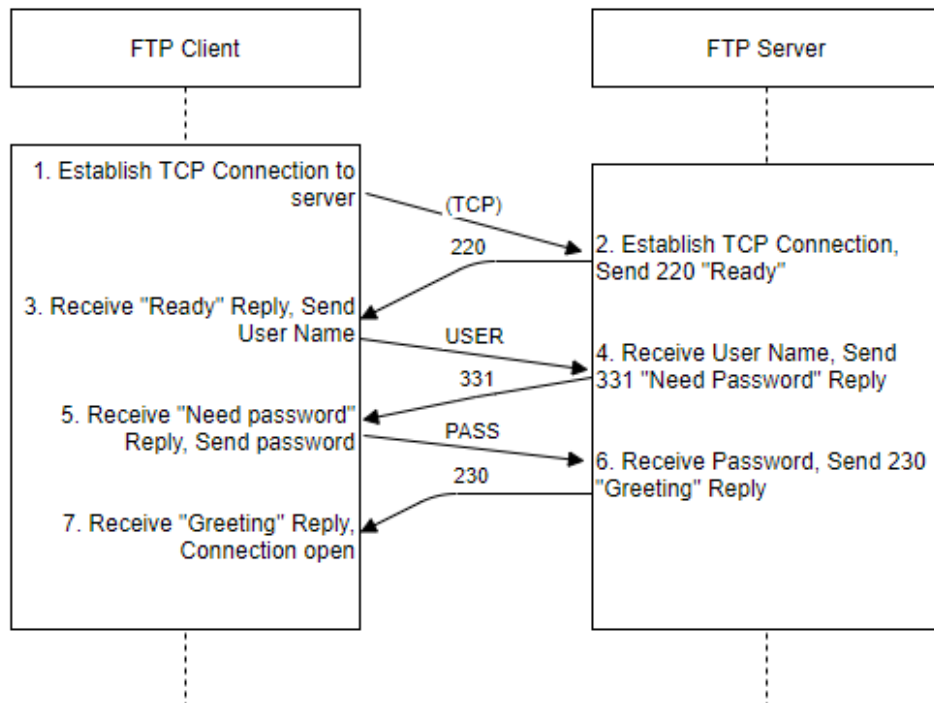 FTP Client
FTP Server
1. Establish TCP Connection to
server
(TCP)
2. Establish TCP Connection,
Send 220 "Ready"
220
3. Receive "Ready" Reply, Send
User Name
USER
4. Receive User Name, Send
331 "Need Password" Reply
331
5. Receive "Need password"
Reply, Send password
PASS
6. Receive Password, Send 230
"Greeting" Reply
230
7. Receive "Greeting" Reply,
Connection open